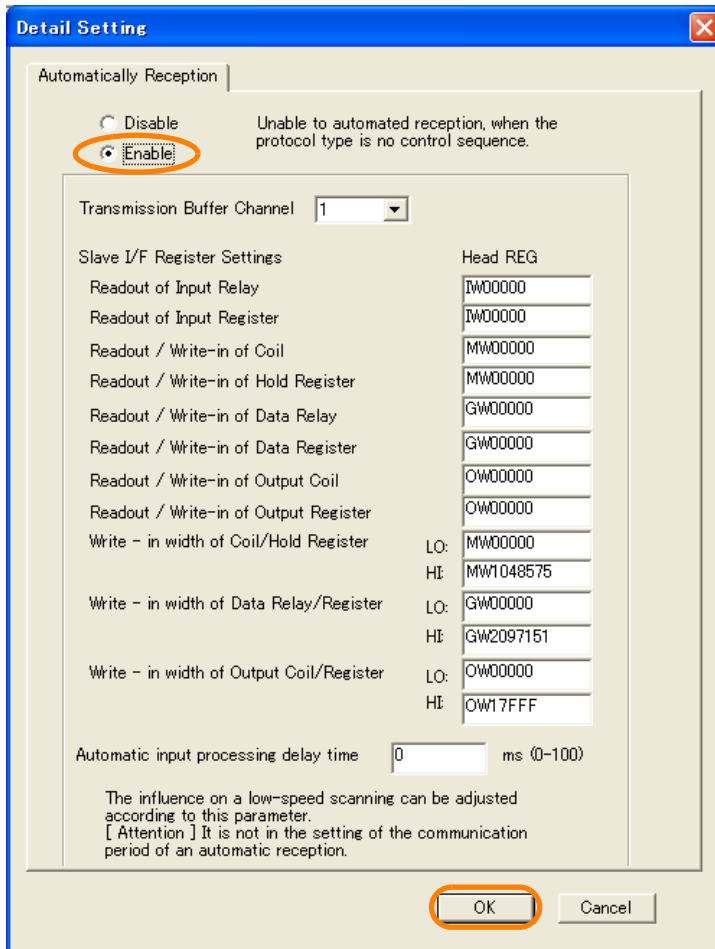 Detail Setting
Automatically Reception
Disable
Unable to automated reception, when the
protocol type is no control sequence.
Enable
Transmission Buffer Channel 1
Slave I/F Register Settings Head REG
Readout of Input Relay IW00000
Readout of Input Register IW00000
Readout / Write-in of Coil MW00000
Readout / Write-in of Hold Register MW00000
Readout / Write-in of Data Relay GW00000
Readout / Write-in of Data Register GW00000
Readout / Write-in of Output Coil OW00000
Readout / Write-in of Output Register OW00000
Write - in width of Coil/Hold Register LO: MW00000
HI: MW1048575
Write - in width of Data Relay/Register LO: GW00000
HI: GW2097151
Write - in width of Output Coil/Register LO: OW00000
HI: OW17FFF
Automatic input processing delay time 0 ms (0-100)
The influence on a low-speed scanning can be adjusted
according to this parameter.
[ Attention ] It is not in the setting of the communication
period of an automatic reception.
OK Cancel